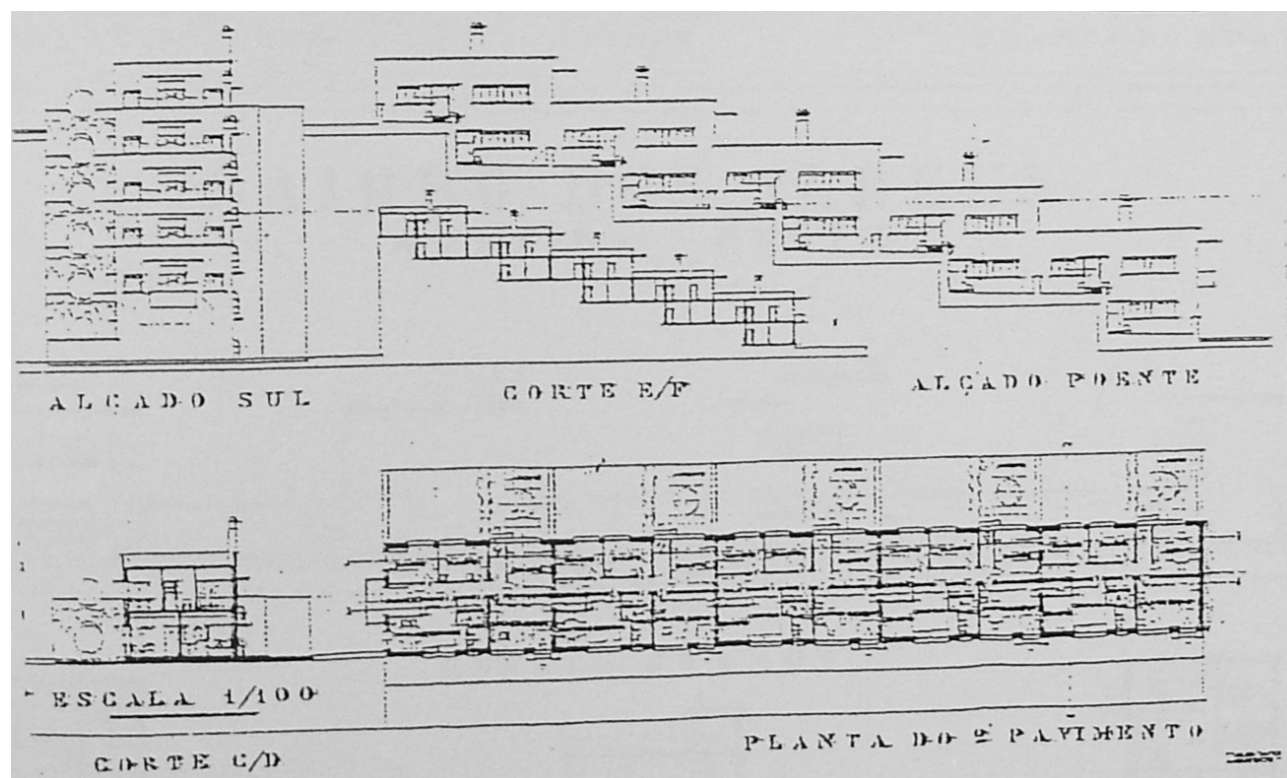 ALÇADO SUL
CORTE E/F
ALÇADO POENTE
ESCALA 1/100
CORTE C/D
PLANTA DO 2º PAVIMENTO